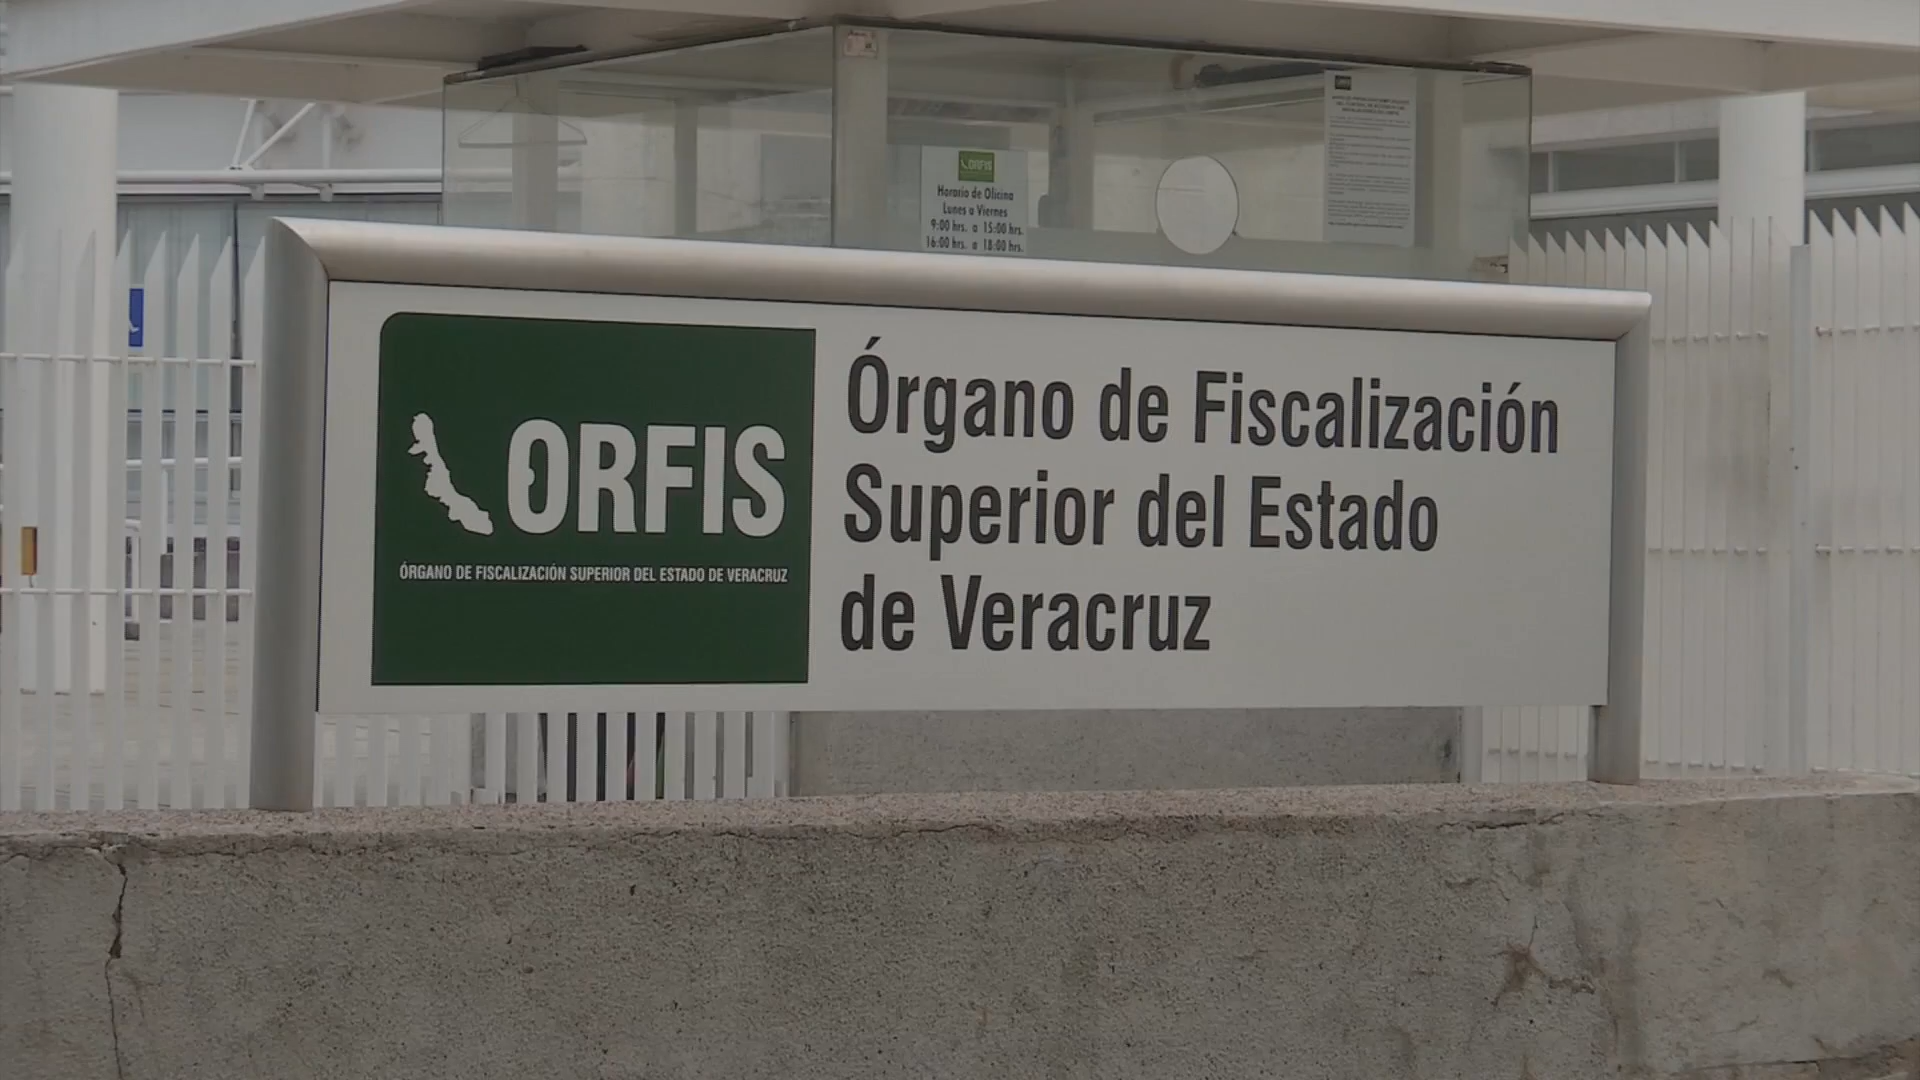 ORFIS
Horario de Oficina
Lunes a Viernes
9:00 hrs. a 15:00 hrs.
16:00 hrs. a 18:00 hrs.
ORFIS
ÓRGANO DE FISCALIZACIÓN SUPERIOR DEL ESTADO DE VERACRUZ
Órgano de Fiscalización
Superior del Estado
de Veracruz